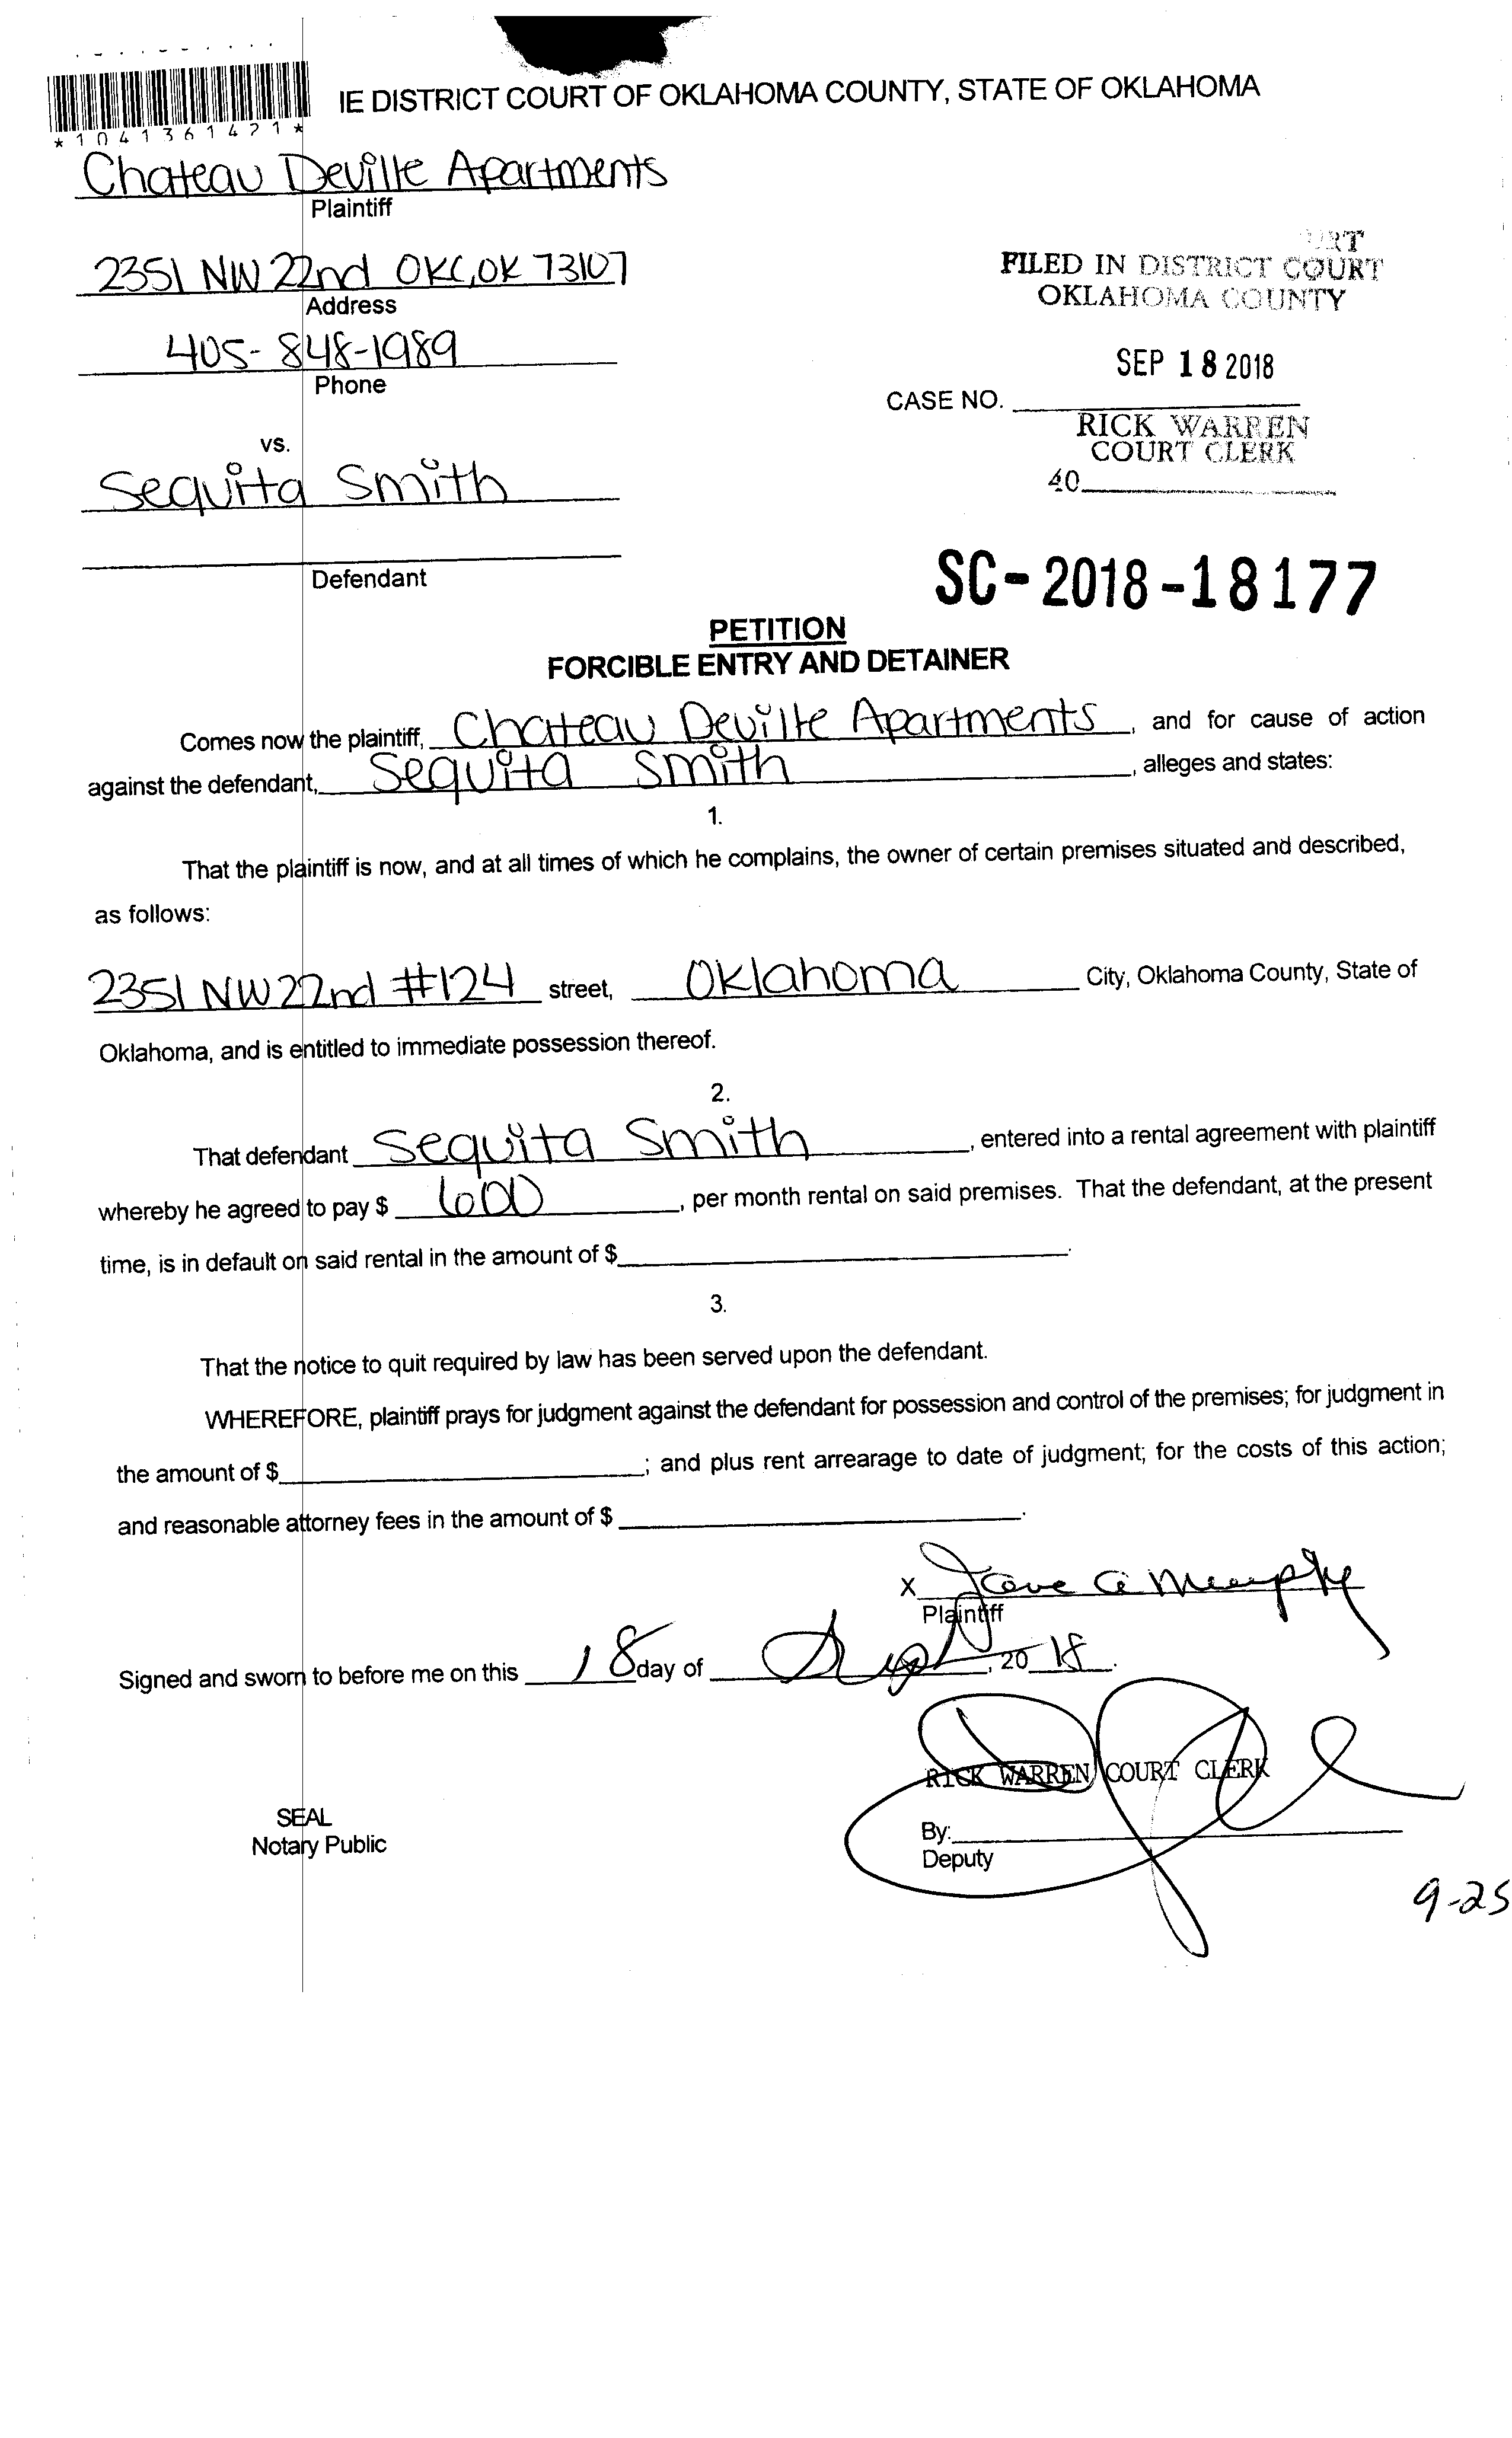 IE DISTRICT COURT OF OKLAHOMA COUNTY, STATE OF OKLAHOMA
*1041361421*
Chateau Deville Apartments
Plaintiff
2351 NW 22nd OKC, OK 73107
Address
405-848-1989
Phone
URT
FILED IN DISTRICT COURT
OKLAHOMA COUNTY
SEP 18 2018
CASE NO.
RICK WARREN
COURT CLERK
40
vs.
Sequita Smith
Defendant
SC-2018-18177
PETITION
FORCIBLE ENTRY AND DETAINER
Comes now the plaintiff, Chateau Deville Apartments, and for cause of action
against the defendant, Sequita Smith, alleges and states:
1.
That the plaintiff is now, and at all times of which he complains, the owner of certain premises situated and described,
as follows:
2351 NW 22nd #124 street, Oklahoma City, Oklahoma County, State of
Oklahoma, and is entitled to immediate possession thereof.
2.
That defendant Sequita Smith, entered into a rental agreement with plaintiff
whereby he agreed to pay $ 600, per month rental on said premises. That the defendant, at the present
time, is in default on said rental in the amount of $ .
3.
That the notice to quit required by law has been served upon the defendant.
WHEREFORE, plaintiff prays for judgment against the defendant for possession and control of the premises; for judgment in
the amount of $ ; and plus rent arrearage to date of judgment; for the costs of this action;
and reasonable attorney fees in the amount of $ .
x Murphy
Plaintiff
Signed and sworn to before me on this 18 day of Sept, 20 18.
RICK WARREN COURT CLERK
SEAL
Notary Public
By:
Deputy
9-25